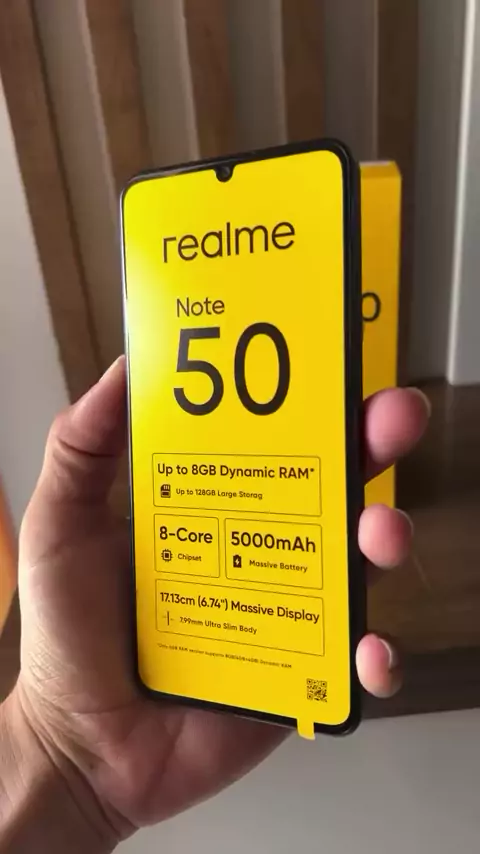 realme
Note
50
Up to 8GB Dynamic RAM*
Up to 128GB Large Storag
8-Core
Chipset
5000mAh
Massive Battery
17.13cm (6.74") Massive Display
7.99mm Ultra Slim Body
0